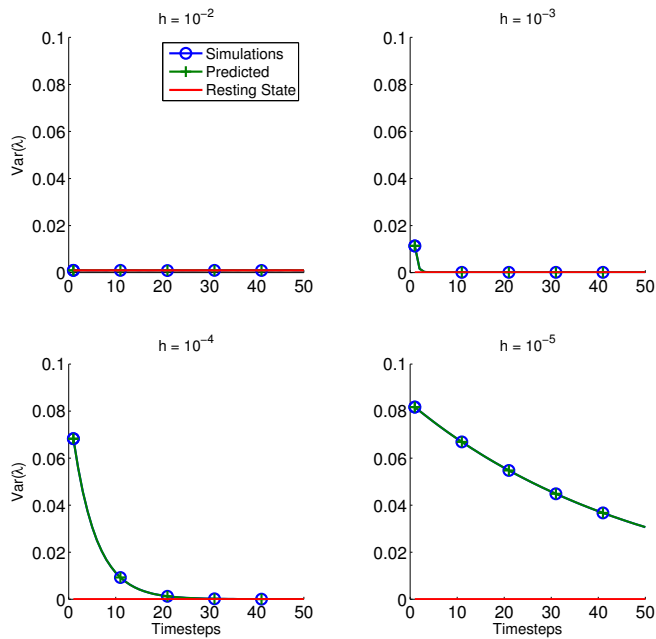 h = 10⁻²
0.1
0.08
0.06
0.04
0.02
0
Var(λ)
0 10 20 30 40 50
Simulations
Predicted
Resting State
h = 10⁻³
0.1
0.08
0.06
0.04
0.02
0
0 10 20 30 40 50
h = 10⁻⁴
0.1
0.08
0.06
0.04
0.02
0
Var(λ)
0 10 20 30 40 50
Timesteps
h = 10⁻⁵
0.1
0.08
0.06
0.04
0.02
0
0 10 20 30 40 50
Timesteps